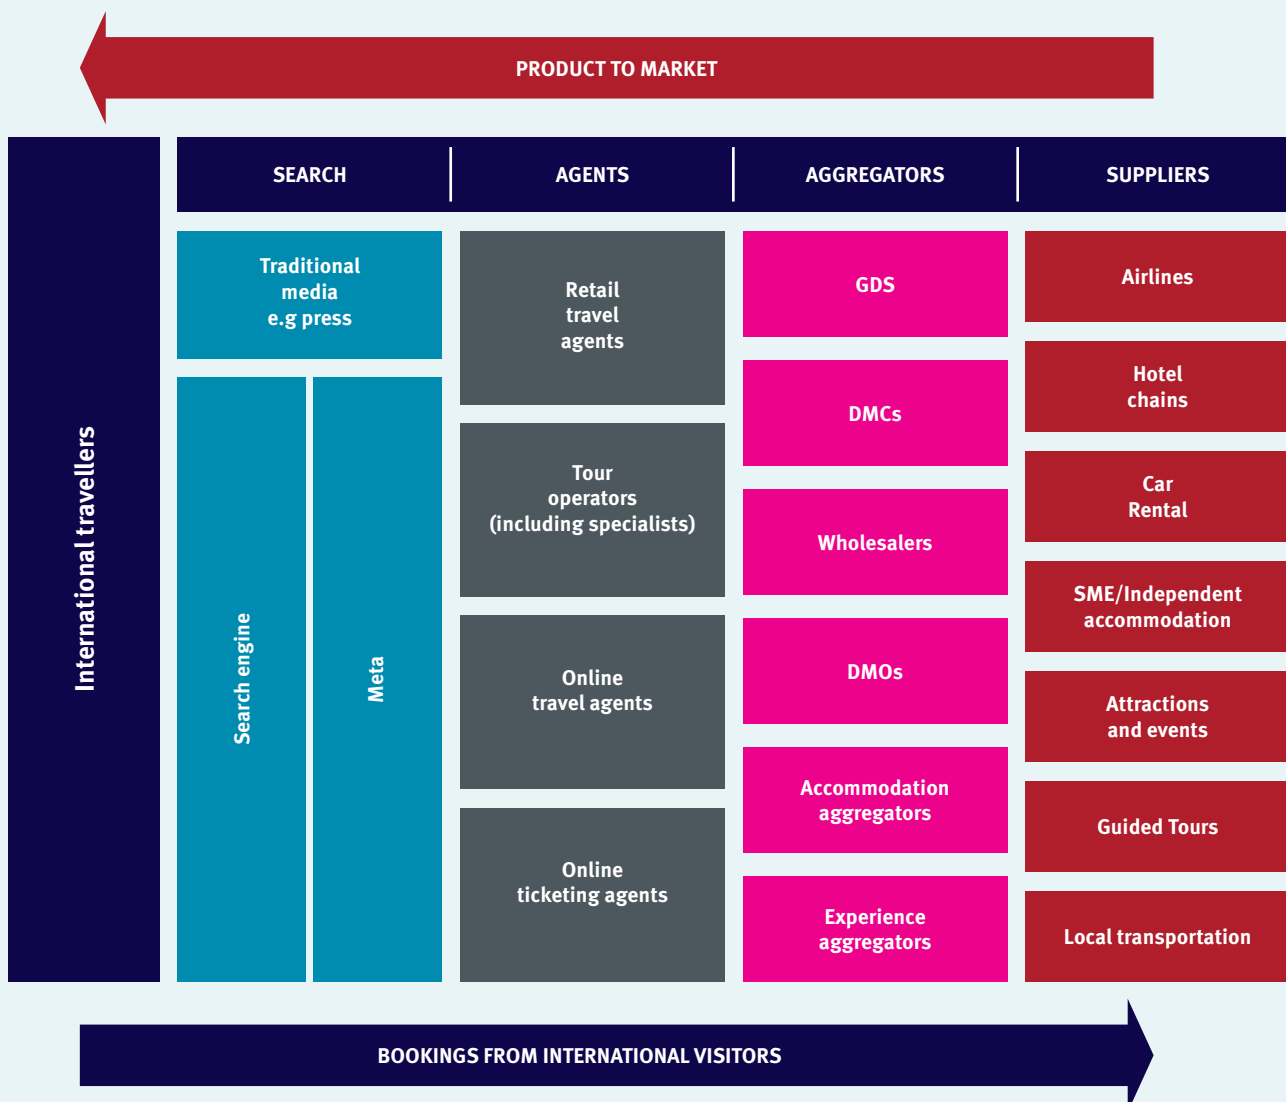 PRODUCT TO MARKET
International travellers
SEARCH
AGENTS
AGGREGATORS
SUPPLIERS
Traditional
media
e.g press
Search engine
Meta
Retail
travel
agents
Tour
operators
(including specialists)
Online
travel agents
Online
ticketing agents
GDS
DMCs
Wholesalers
DMOs
Accommodation
aggregators
Experience
aggregators
Airlines
Hotel
chains
Car
Rental
SME/Independent
accommodation
Attractions
and events
Guided Tours
Local transportation
BOOKINGS FROM INTERNATIONAL VISITORS